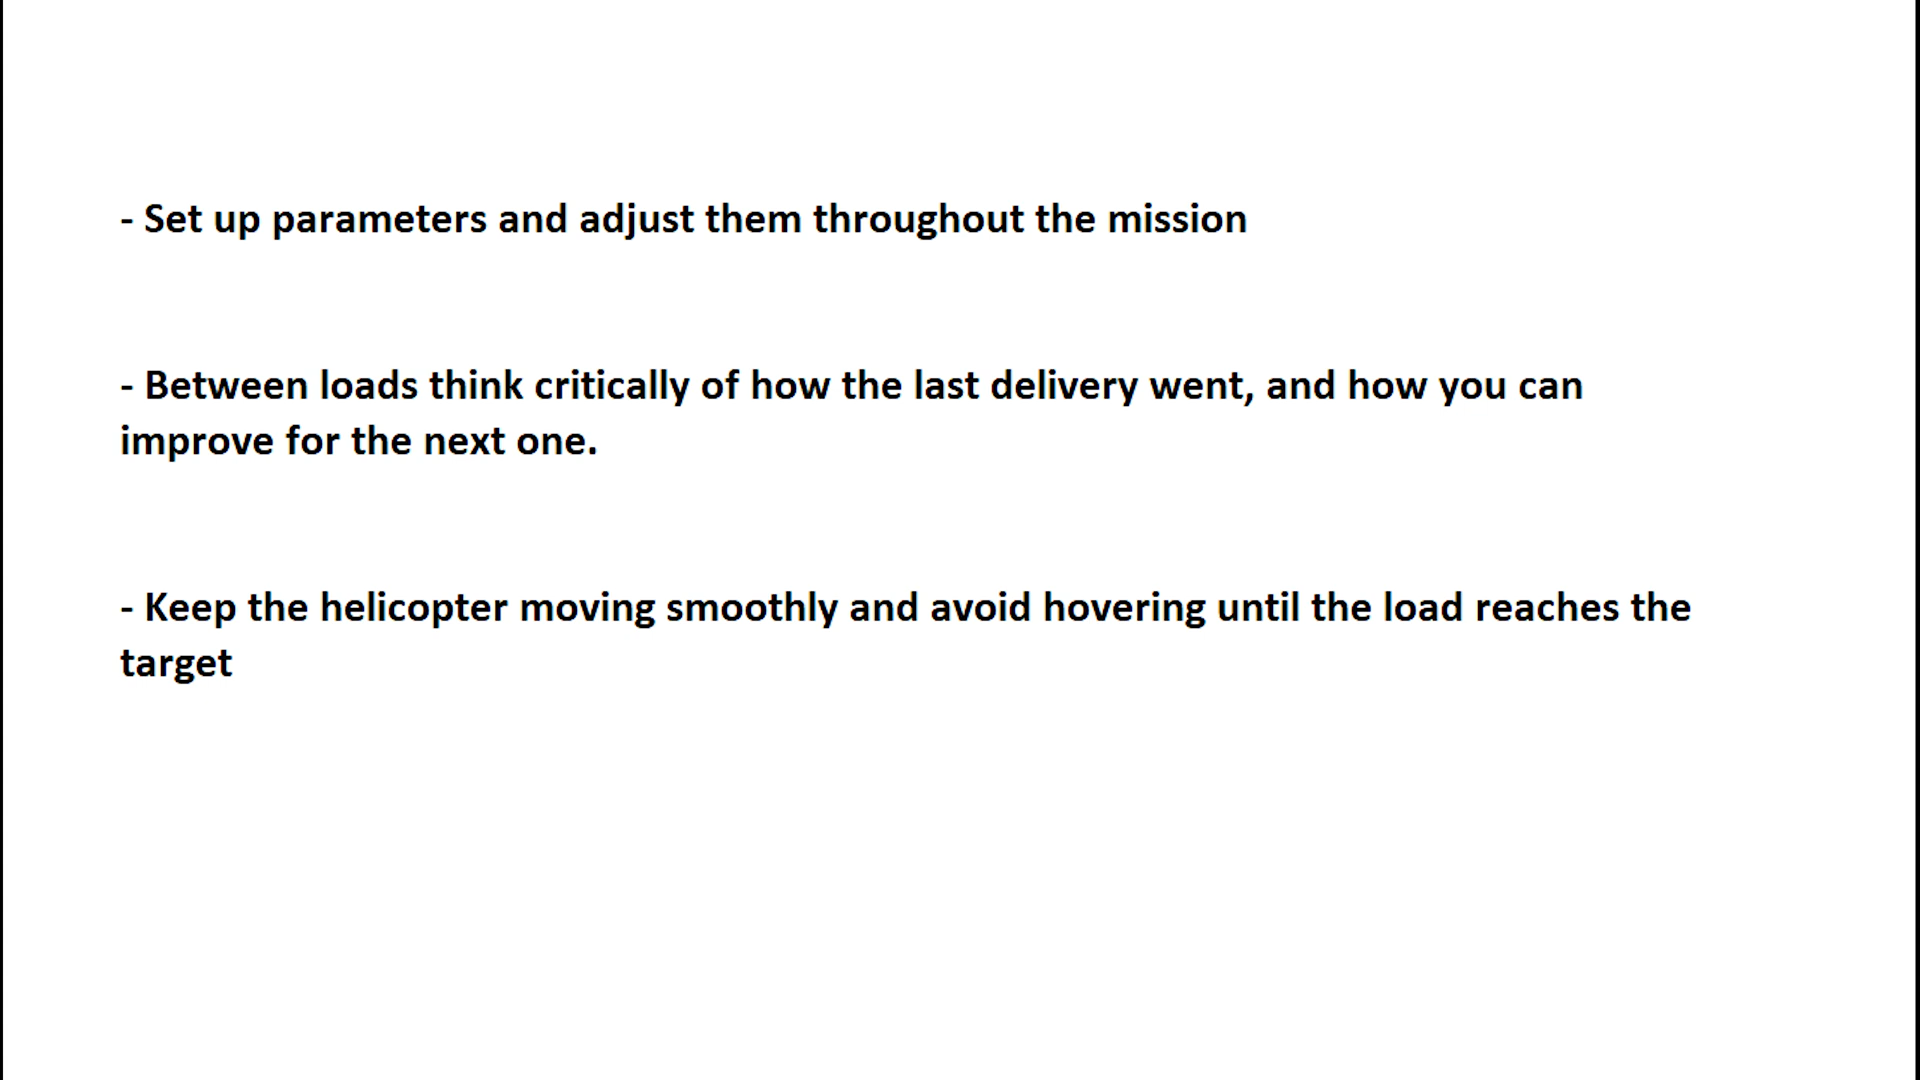 - Set up parameters and adjust them throughout the mission
- Between loads think critically of how the last delivery went, and how you can
improve for the next one.
- Keep the helicopter moving smoothly and avoid hovering until the load reaches the
target